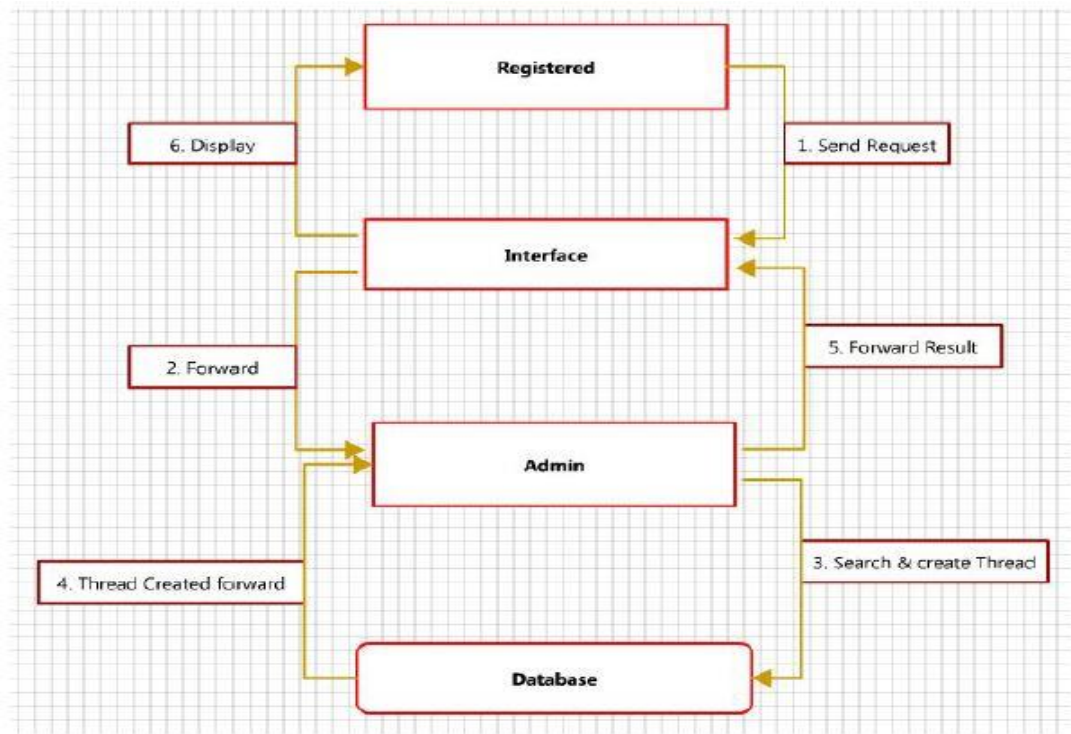 Registered
6. Display
1. Send Request
Interface
5. Forward Result
2. Forward
Admin
3. Search & create Thread
4. Thread Created forward
Database